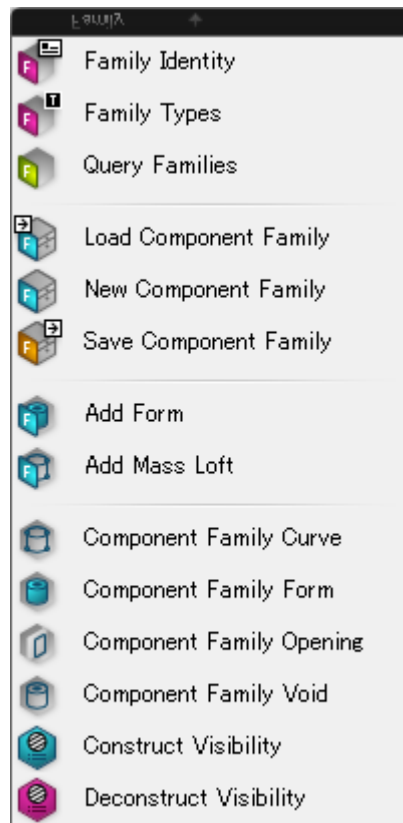 Family
Family Identity
Family Types
Query Families
Load Component Family
New Component Family
Save Component Family
Add Form
Add Mass Loft
Component Family Curve
Component Family Form
Component Family Opening
Component Family Void
Construct Visibility
Deconstruct Visibility